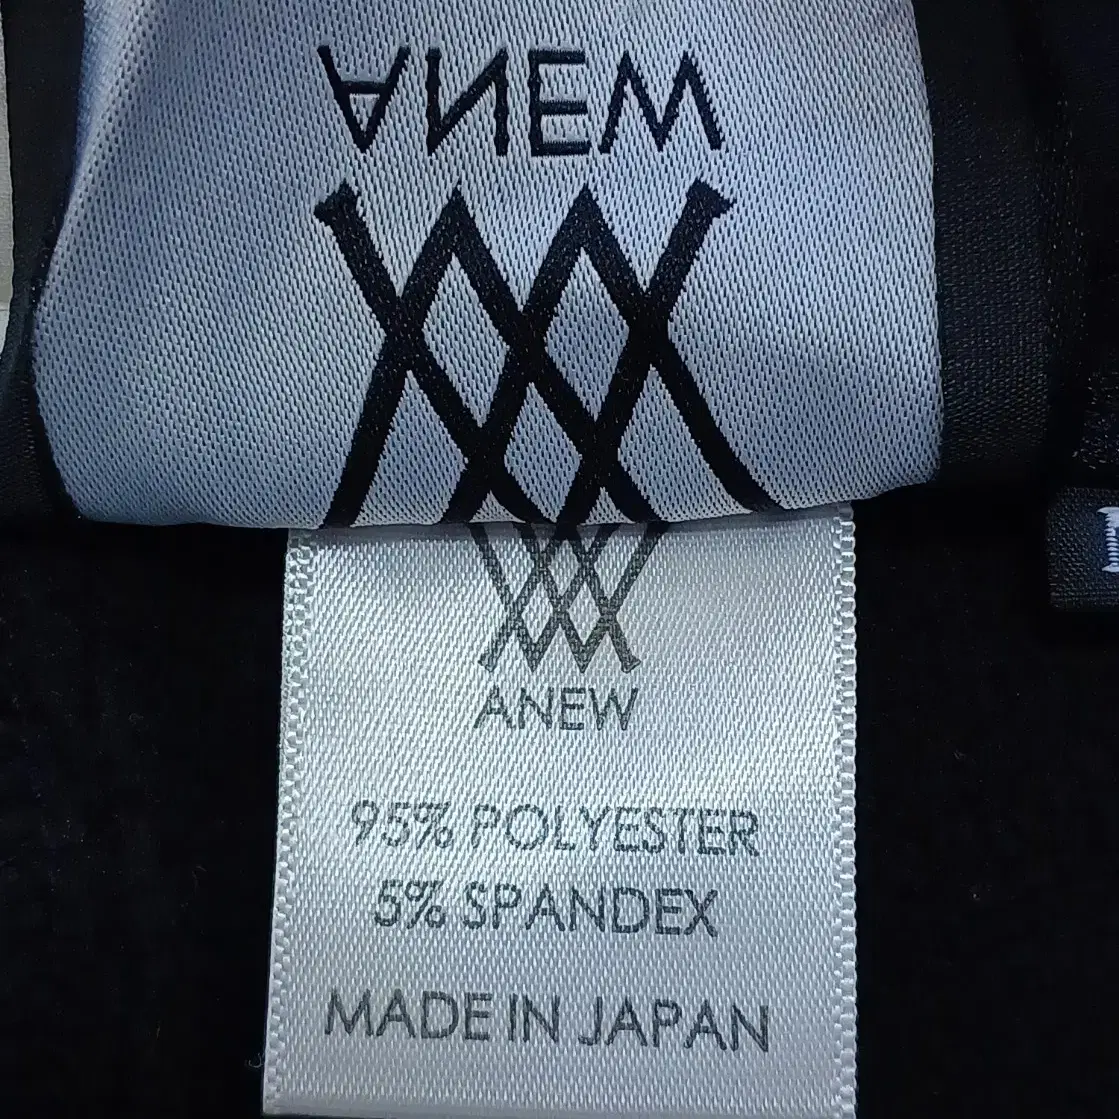 ANEW
ANEW
95% POLYESTER
5% SPANDEX
MADE IN JAPAN